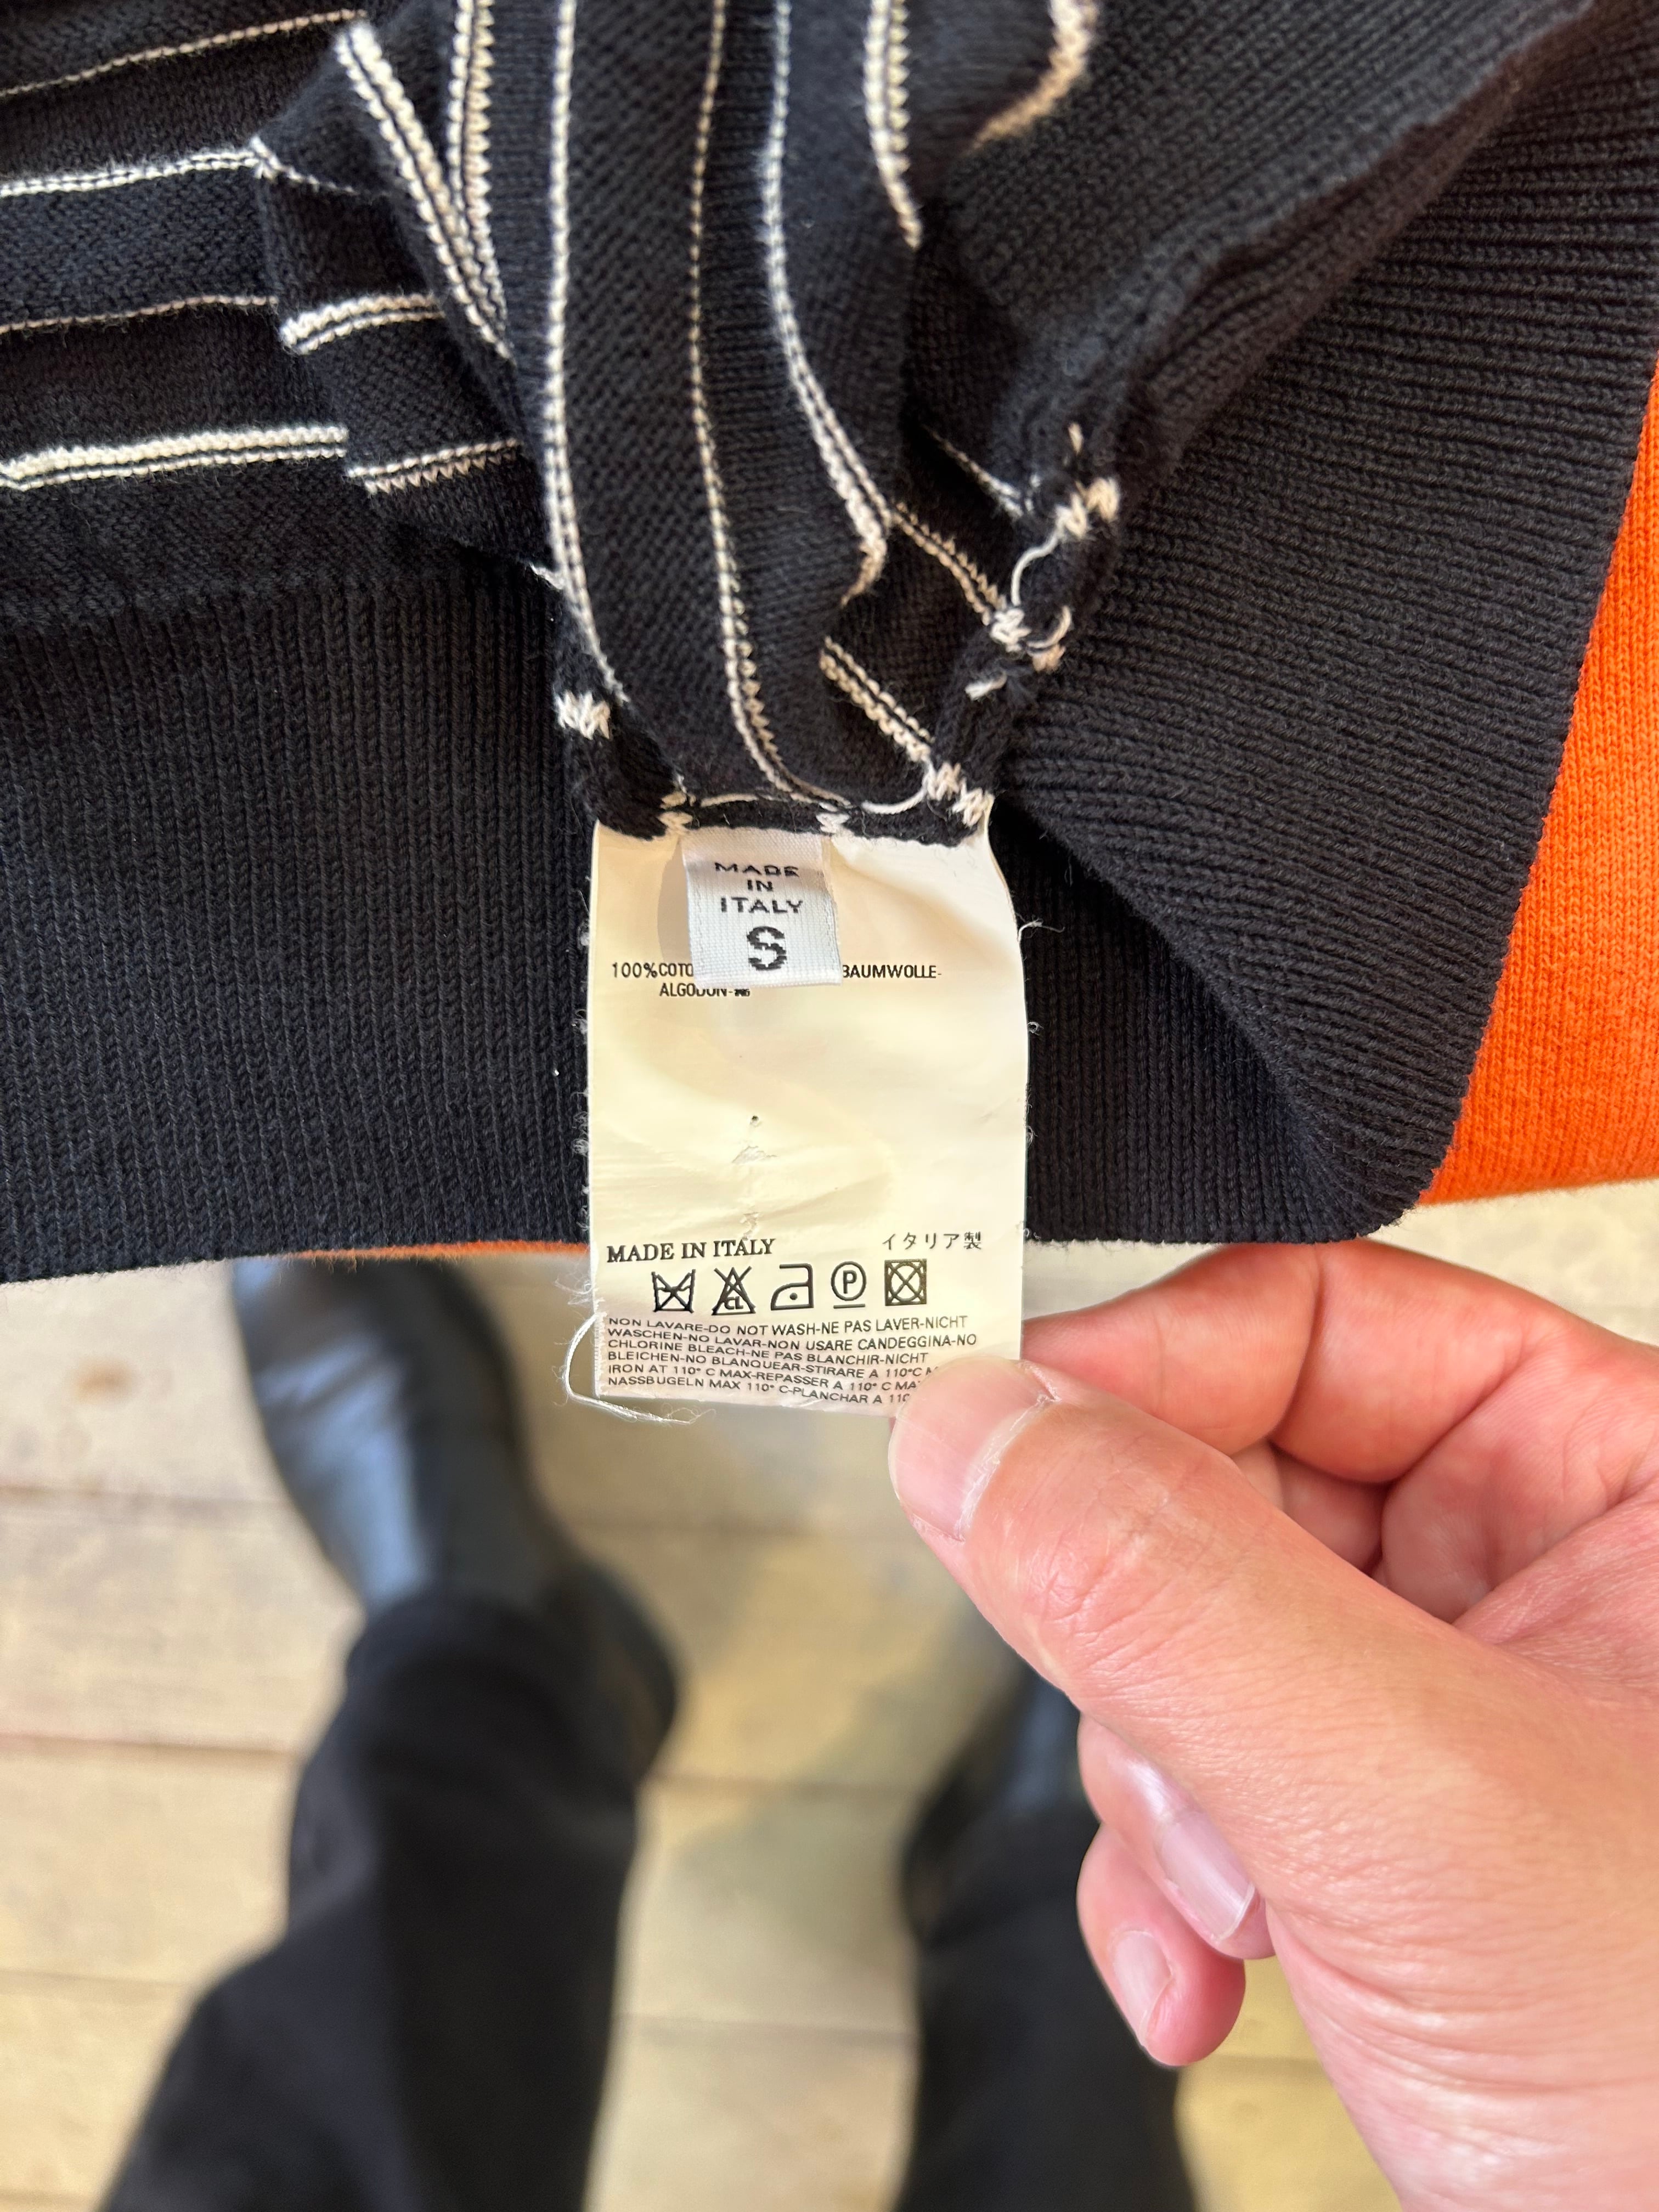 MADE
IN
ITALY
S
100%COTO BAUMWOLLE-
ALGODON-
MADE IN ITALY イタリア製
CL P
NON LAVARE-DO NOT WASH-NE PAS LAVER-NICHT
WASCHEN-NO LAVAR-NON USARE CANDEGGINA-NO
CHLORINE BLEACH-NE PAS BLANCHIR-NICHT
BLEICHEN-NO BLANQUEAR-STIRARE A 110°C M
IRON AT 110° C MAX-REPASSER A 110° C MA
NASSBUGELN MAX 110° C-PLANCHAR A 110